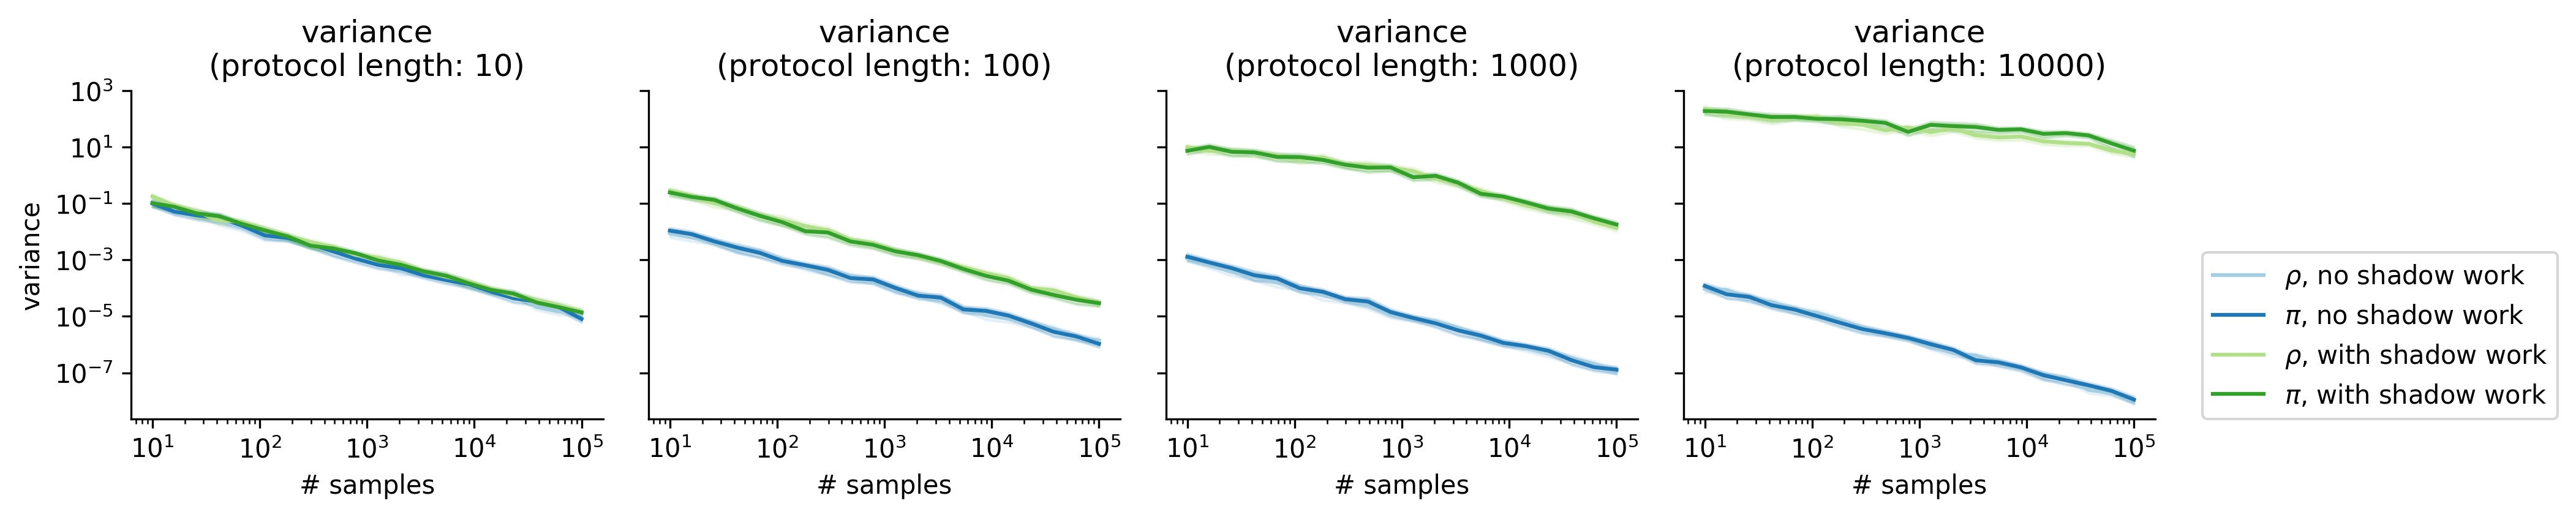 variance
(protocol length: 10)
variance
(protocol length: 100)
variance
(protocol length: 1000)
variance
(protocol length: 10000)
variance
10³
10¹
10⁻¹
10⁻³
10⁻⁵
10⁻⁷
10¹ 10² 10³ 10⁴ 10⁵
# samples
10¹ 10² 10³ 10⁴ 10⁵
# samples
10¹ 10² 10³ 10⁴ 10⁵
# samples
10¹ 10² 10³ 10⁴ 10⁵
# samples
ρ, no shadow work
π, no shadow work
ρ, with shadow work
π, with shadow work